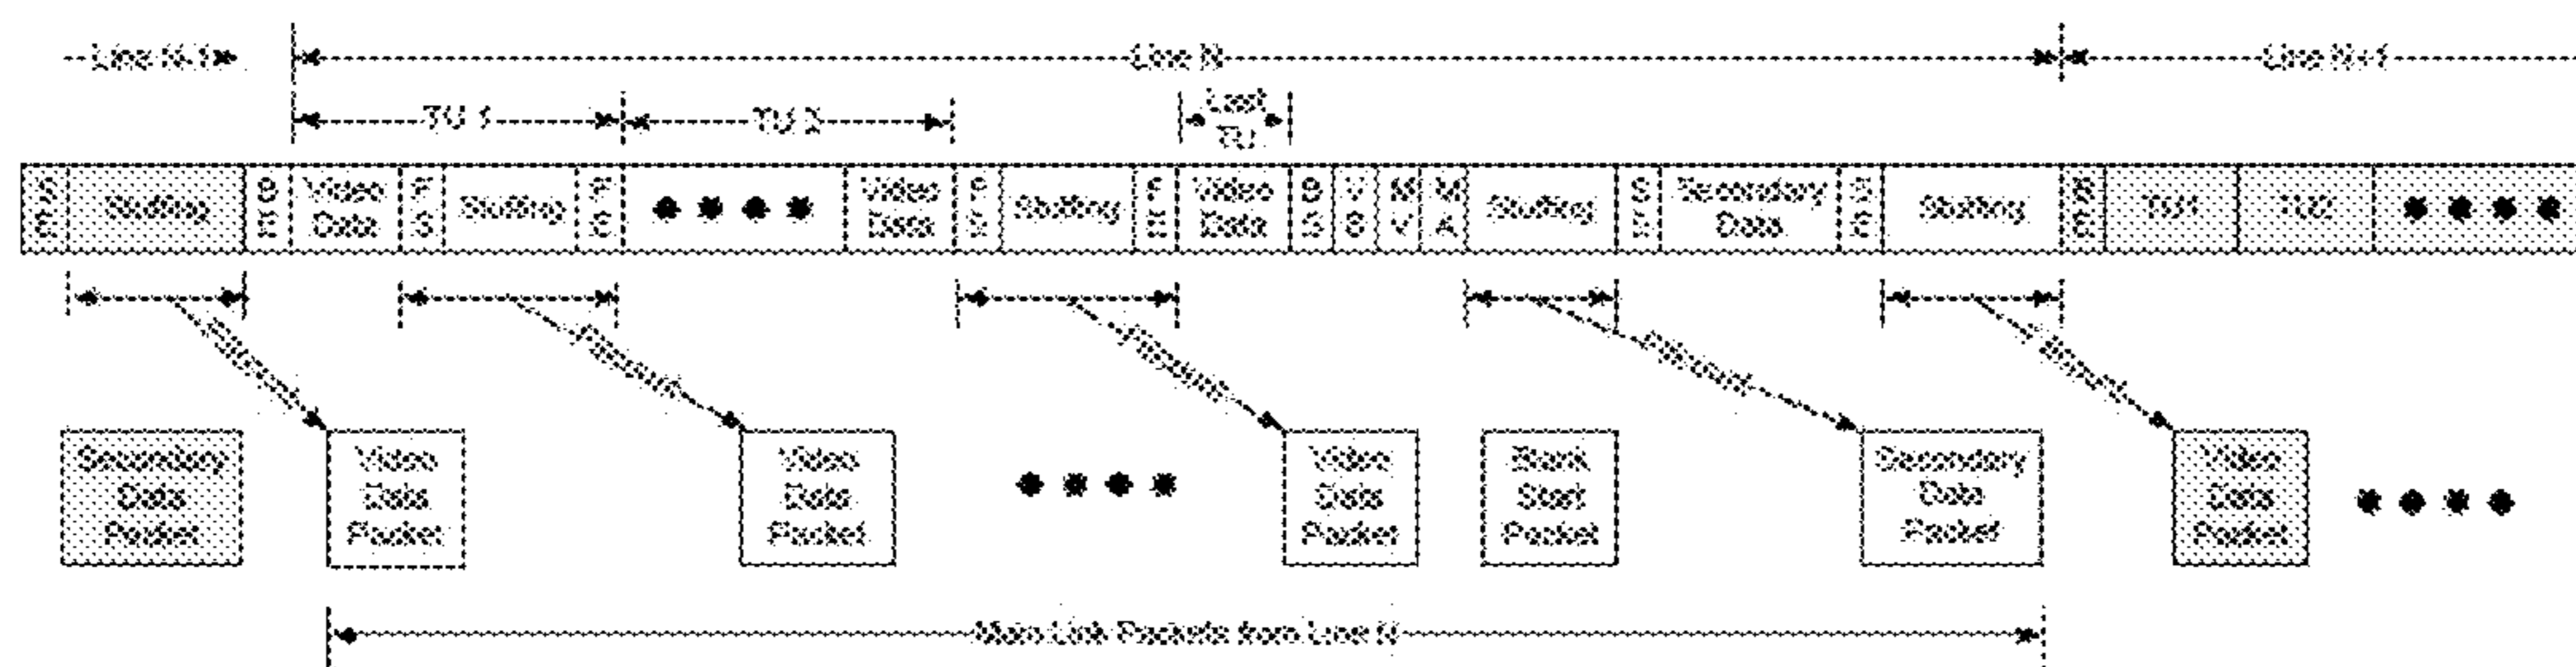 Line N-1
Line N
Line N+1
TU 1
TU 2
Last
TU
S
E
Stuffing
B
E
Video
Data
F
S
Stuffing
F
E
Video
Data
F
S
Stuffing
F
E
Video
Data
B
S
V
B
M
V
M
A
Stuffing
S
S
Secondary
Data
S
E
Stuffing
B
E
TU1
TU2
Secondary
Data
Packet
Video
Data
Packet
Video
Data
Packet
Video
Data
Packet
Blank
Start
Packet
Secondary
Data
Packet
Video
Data
Packet
Main Link Packets from Line N